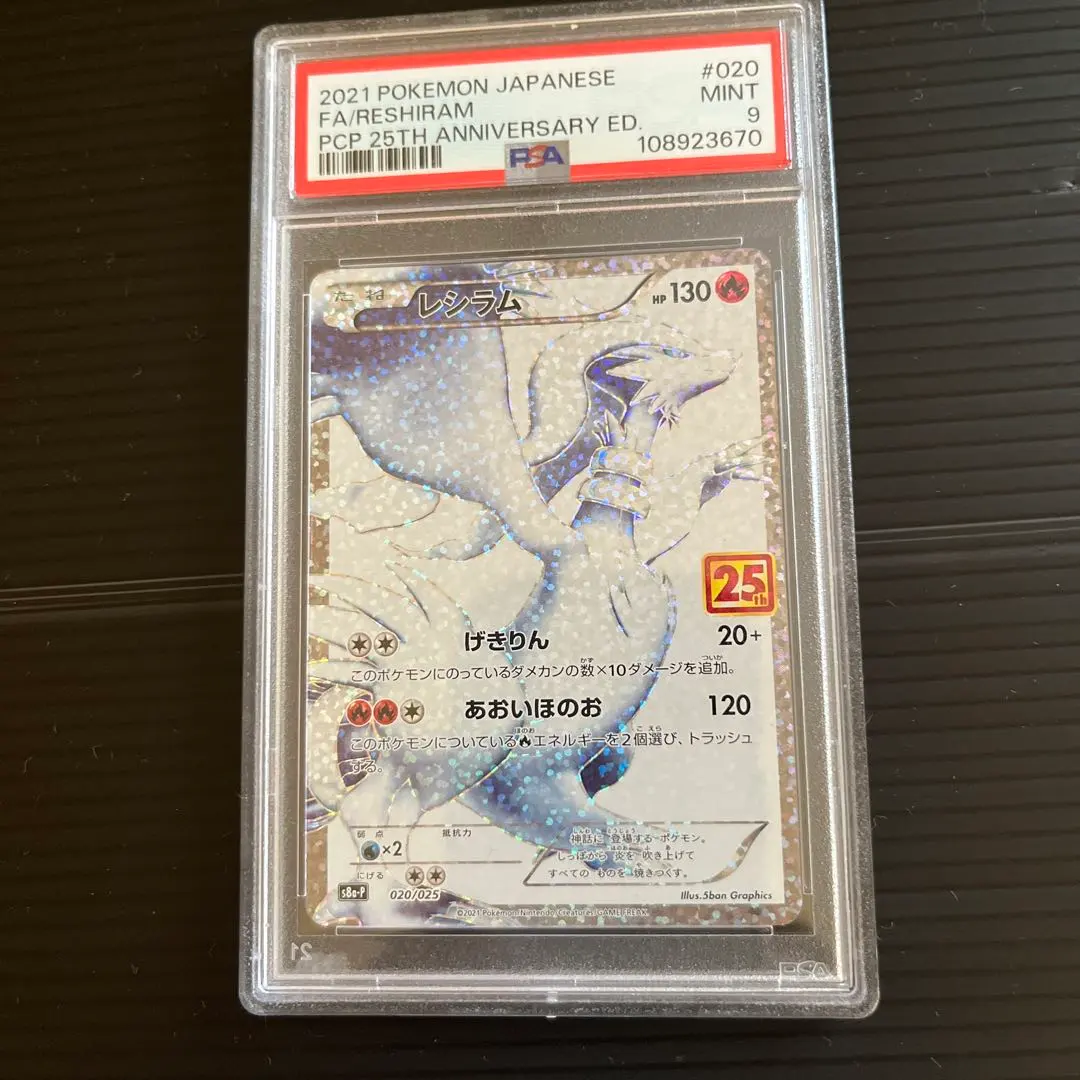 2021 POKEMON JAPANESE #020
FA/RESHIRAM MINT
PCP 25TH ANNIVERSARY ED. 9
PSA 108923670
たね レシラム HP 130
25th
げきりん 20+
このポケモンにのっているダメカンの数×10ダメージを追加。
あおいほのお 120
このポケモンについているエネルギーを2個選び、トラッシュ
する。
弱点 抵抗力
×2
にげる
神話に 登場する ポケモン。
しっぽから 炎を 吹き上げて
すべての ものを 焼きつくす。
s8a-P 020/025 Illus.5ban Graphics
©2021 Pokémon/Nintendo/Creatures/GAME FREAK
21 PSA